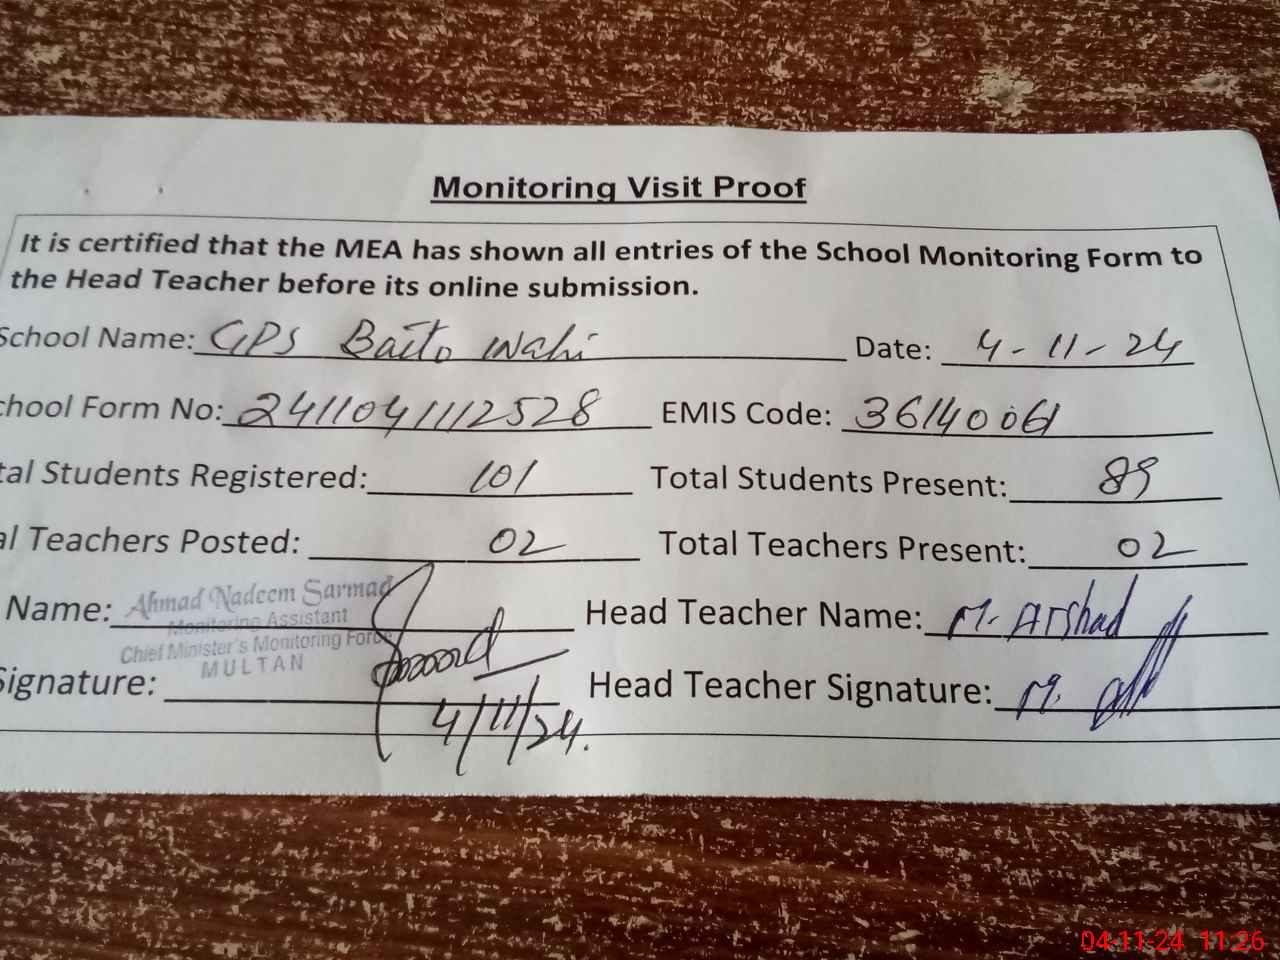 Monitoring Visit Proof
It is certified that the MEA has shown all entries of the School Monitoring Form to
the Head Teacher before its online submission.
School Name: GPS Baito Wahi Date: 4-11-24
chool Form No: 2411041112528 EMIS Code: 36140061
tal Students Registered: 101 Total Students Present: 89
al Teachers Posted: 02 Total Teachers Present: 02
Name: Ahmad Nadeem Sarmad Head Teacher Name: M. Arshad
Monitoring Assistant
Chief Minister's Monitoring Force
MULTAN
Signature: Head Teacher Signature: M.
4/11/24.
04-11-24 11:26